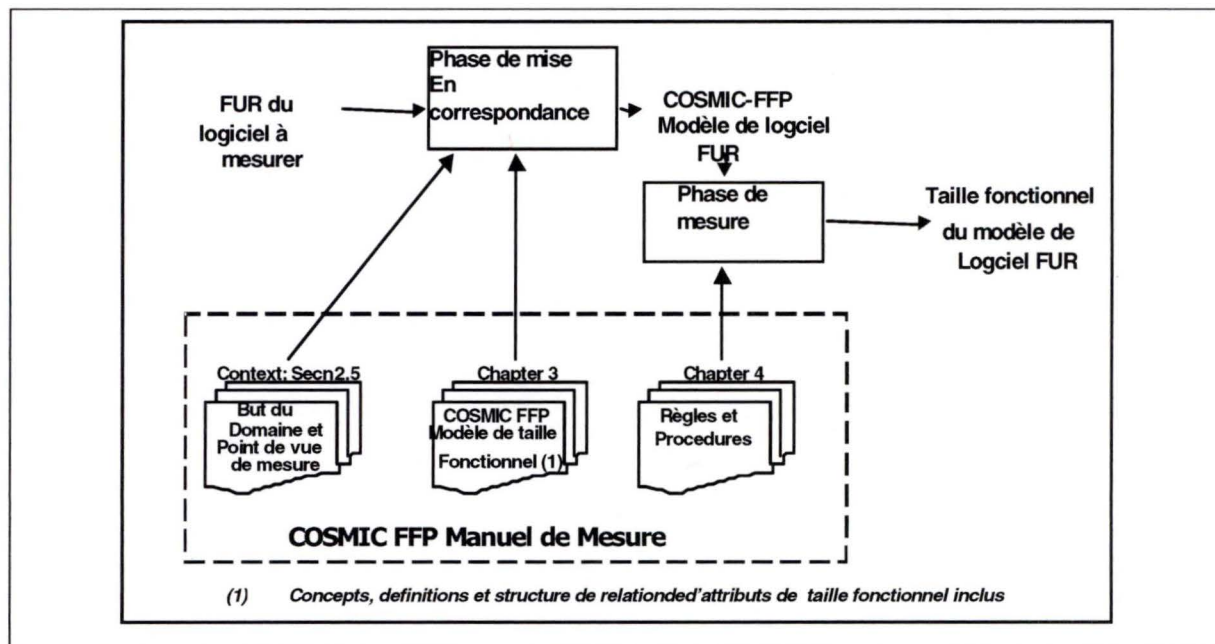 Phase de mise
En
correspondance
FUR du
logiciel à
mesurer
COSMIC-FFP
Modèle de logciel
FUR
Phase de
mesure
Taille fonctionnel
du modèle de
Logciel FUR
Context: Secn2.5
But du
Domaine et
Point de vue
de mesure
Chapter 3
COSMIC FFP
Modèle de taille
Fonctionnel (1)
Chapter 4
Règles et
Procedures
COSMIC FFP Manuel de Mesure
(1) Concepts, definitions et structure de relationded'attributs de taille fonctionnel inclus